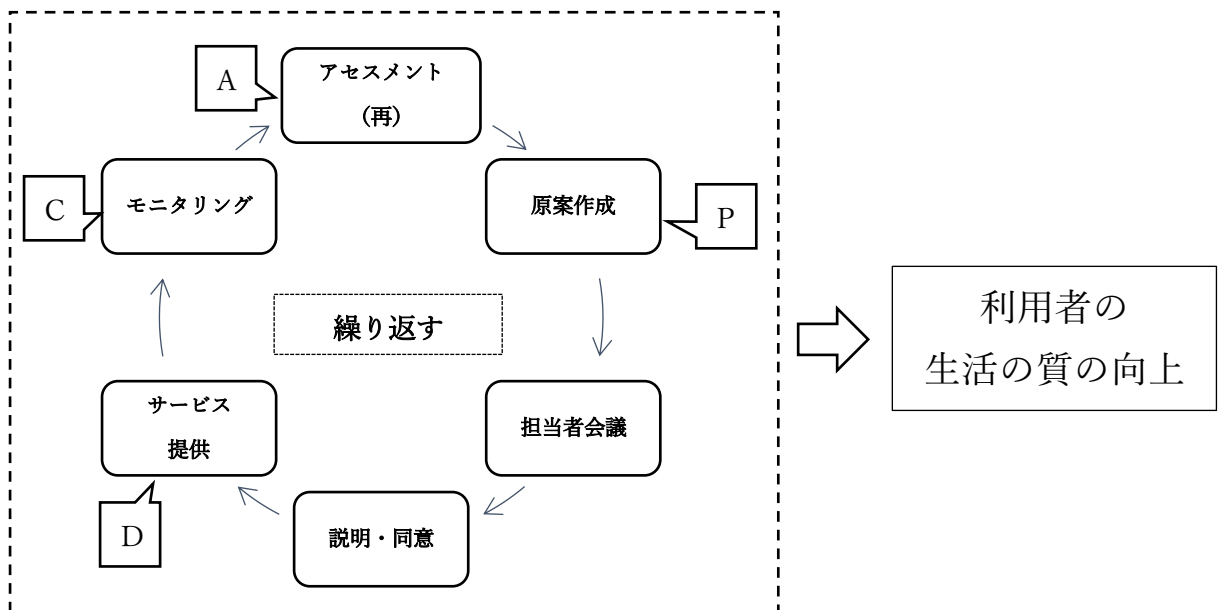 A
アセスメント
（再）
C
モニタリング
原案作成
P
繰り返す
利用者の
生活の質の向上
サービス
提供
担当者会議
D
説明・同意